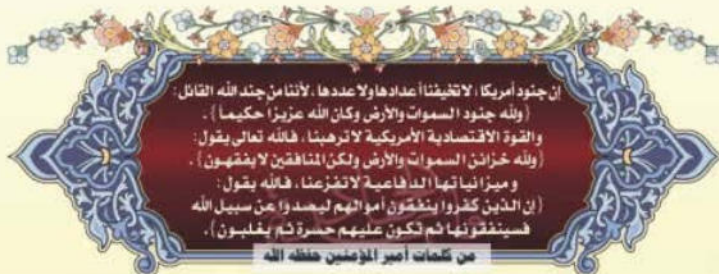 إن جنود أمريكا، لا تخيفنا أعدادها ولا عددها، لأننا من جند الله القائل:
{ولله جنود السموات والأرض وكان الله عزيزا حكيما}.
والقوة الاقتصادية الأمريكية لا ترهبنا، فالله تعالى يقول:
{ولله خزائن السموات والأرض ولكن المنافقين لا يفقهون}.
وميزانياتها الدفاعية لا تفزعنا، فالله يقول:
{إن الذين كفروا ينفقون أموالهم ليصدوا عن سبيل الله
فسينفقونها ثم تكون عليهم حسرة ثم يغلبون}.
من كلمات أمير المؤمنين حفظه الله